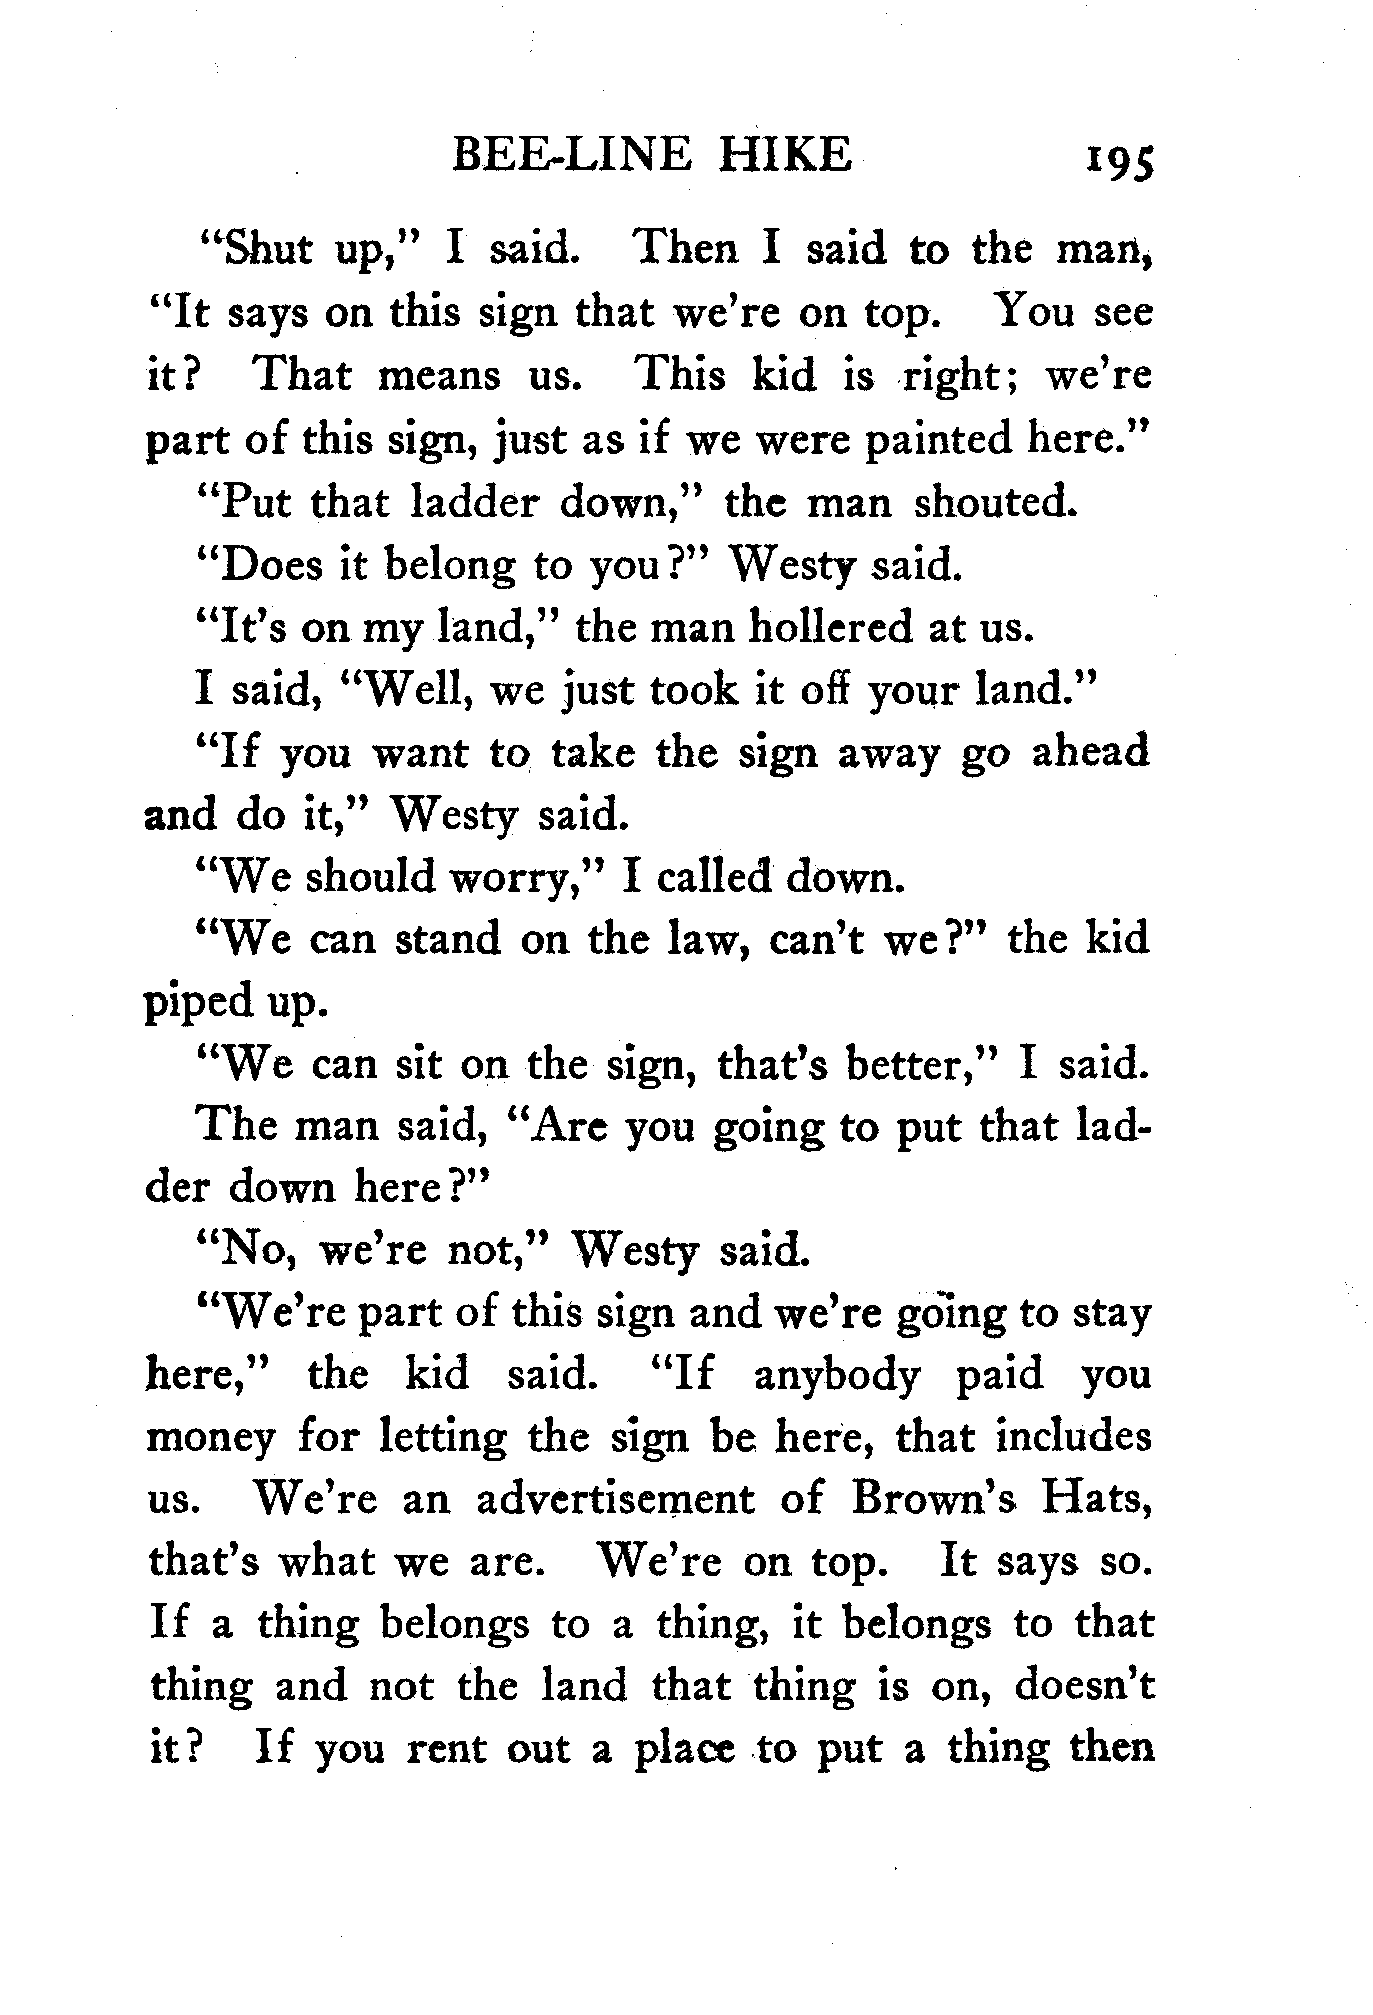 BEE-LINE HIKE 195
“Shut up,” I said. Then I said to the man,
“It says on this sign that we’re on top. You see
it? That means us. This kid is right; we’re
part of this sign, just as if we were painted here.”
“Put that ladder down,” the man shouted.
“Does it belong to you?” Westy said.
“It’s on my land,” the man hollered at us.
I said, “Well, we just took it off your land.”
“If you want to take the sign away go ahead
and do it,” Westy said.
“We should worry,” I called down.
“We can stand on the law, can’t we?” the kid
piped up.
“We can sit on the sign, that’s better,” I said.
The man said, “Are you going to put that lad-
der down here?”
“No, we’re not,” Westy said.
“We’re part of this sign and we’re going to stay
here,” the kid said. “If anybody paid you
money for letting the sign be here, that includes
us. We’re an advertisement of Brown’s Hats,
that’s what we are. We’re on top. It says so.
If a thing belongs to a thing, it belongs to that
thing and not the land that thing is on, doesn’t
it? If you rent out a place to put a thing then